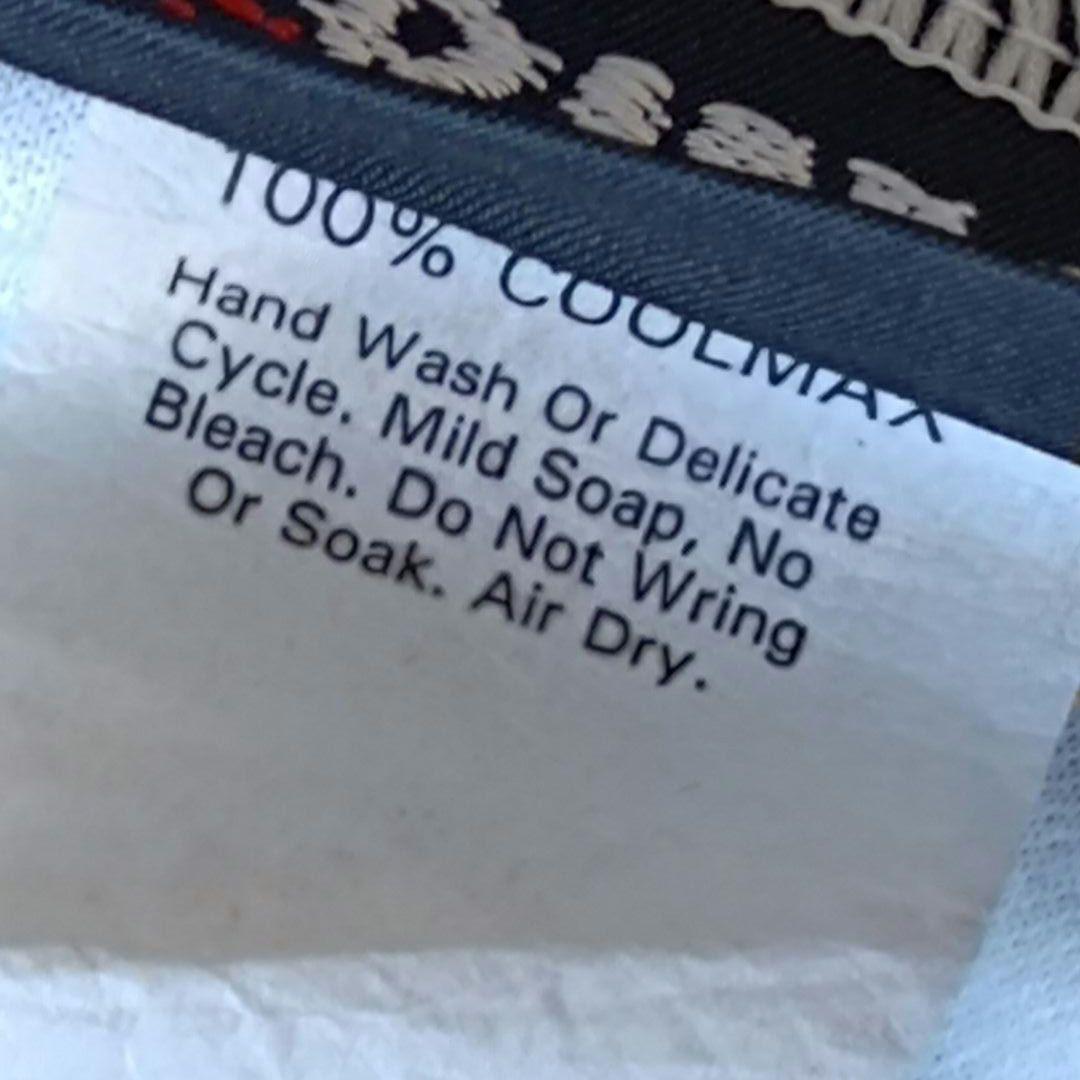 100% COOLMAX
Hand Wash Or Delicate
Cycle. Mild Soap, No
Bleach. Do Not Wring
Or Soak. Air Dry.